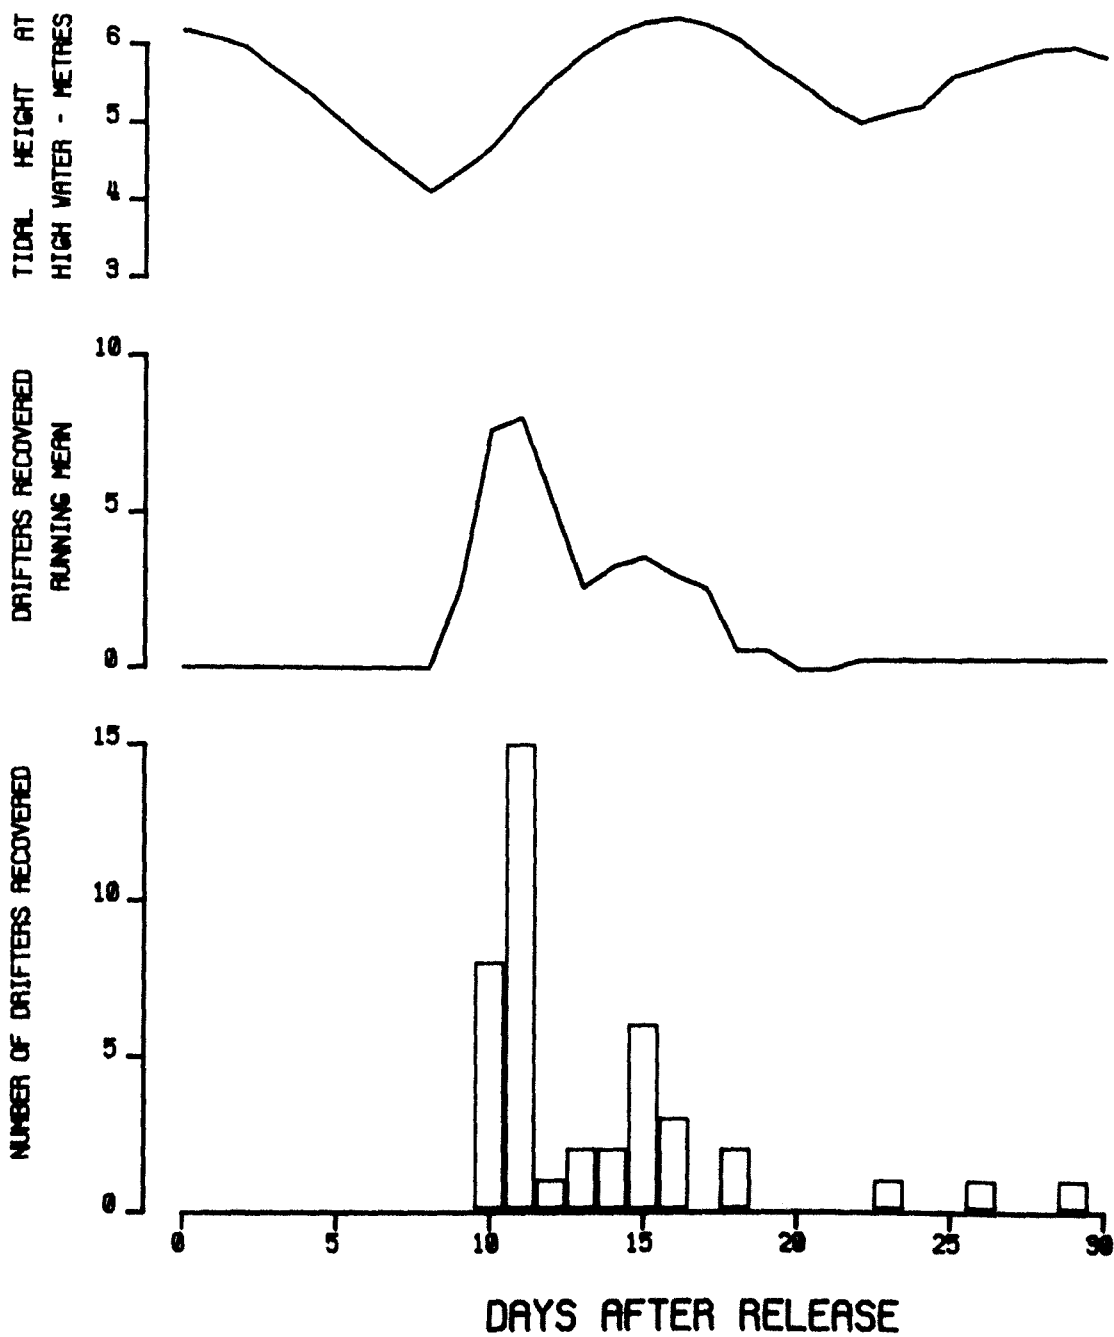 TIDAL HEIGHT AT
HIGH WATER - METRES
6
5
4
3
DRIFTERS RECOVERED
RUNNING MEAN
10
5
0
NUMBER OF DRIFTERS RECOVERED
15
10
5
0
0 5 10 15 20 25 30
DAYS AFTER RELEASE